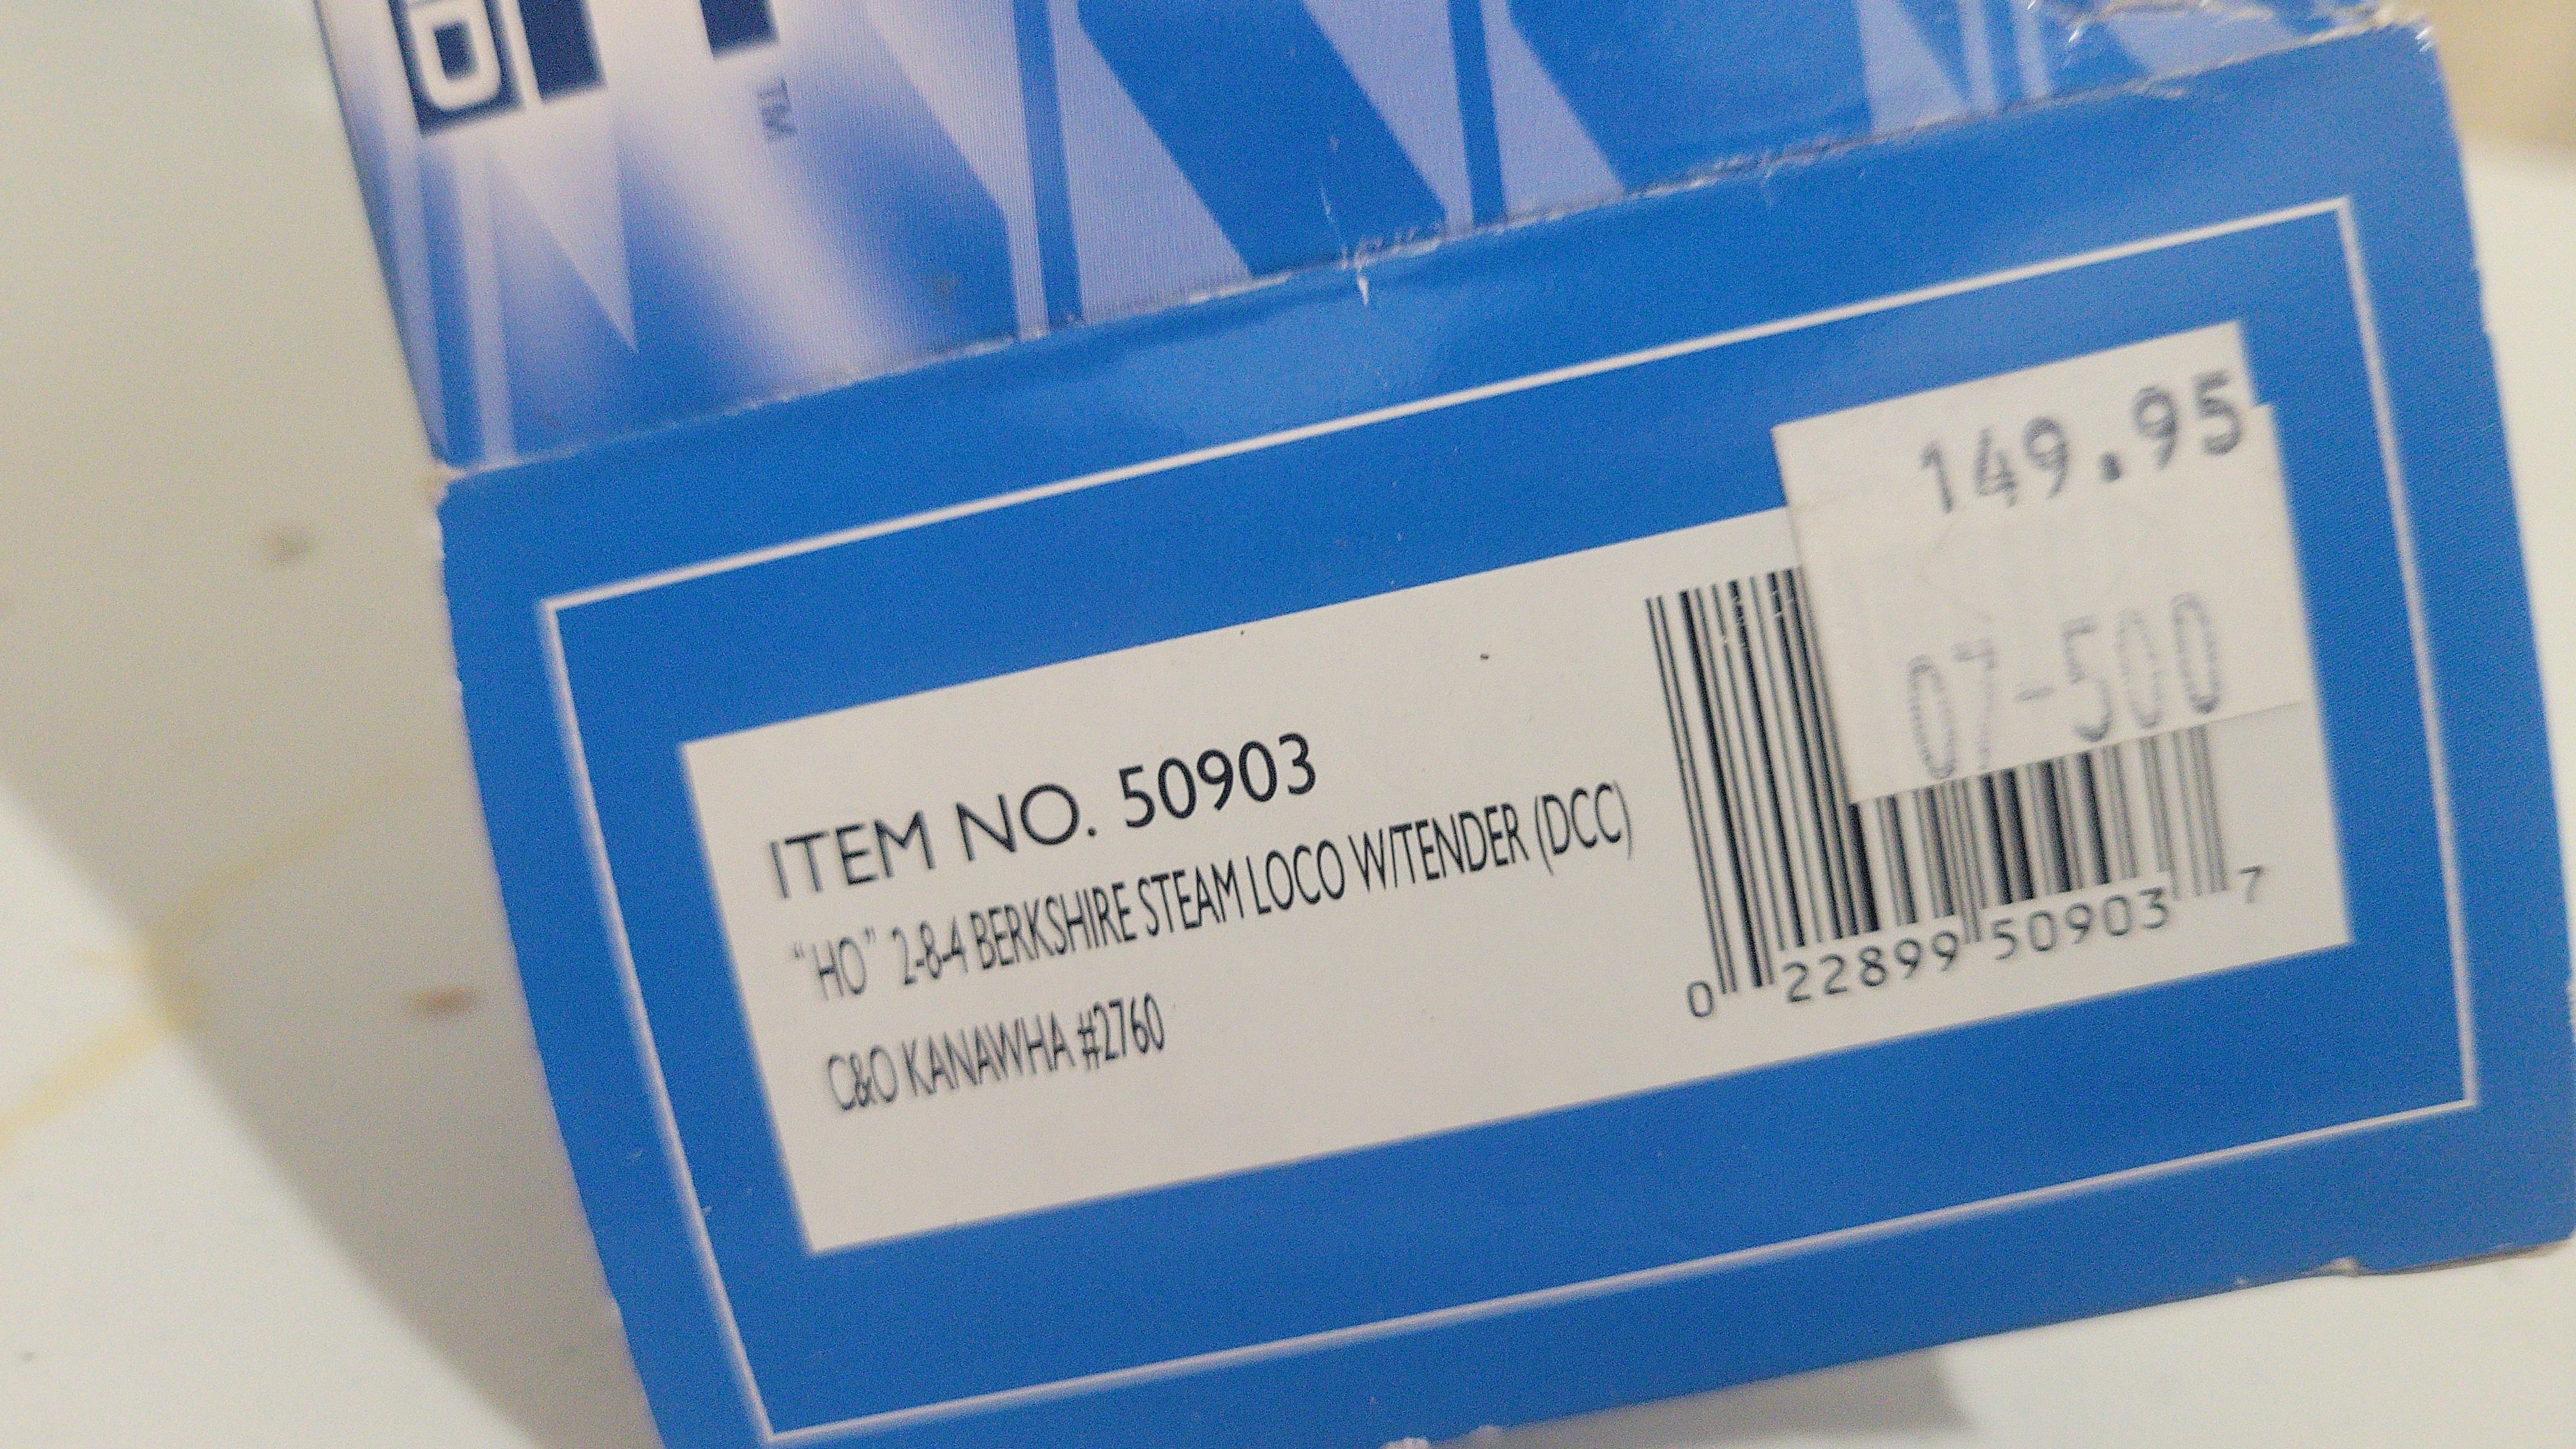 TM
149.95
07-500
ITEM NO. 50903
“HO” 2-8-4 BERKSHIRE STEAM LOCO W/TENDER (DCC)
C&O KANAWHA #2760
0 22899 50903 7